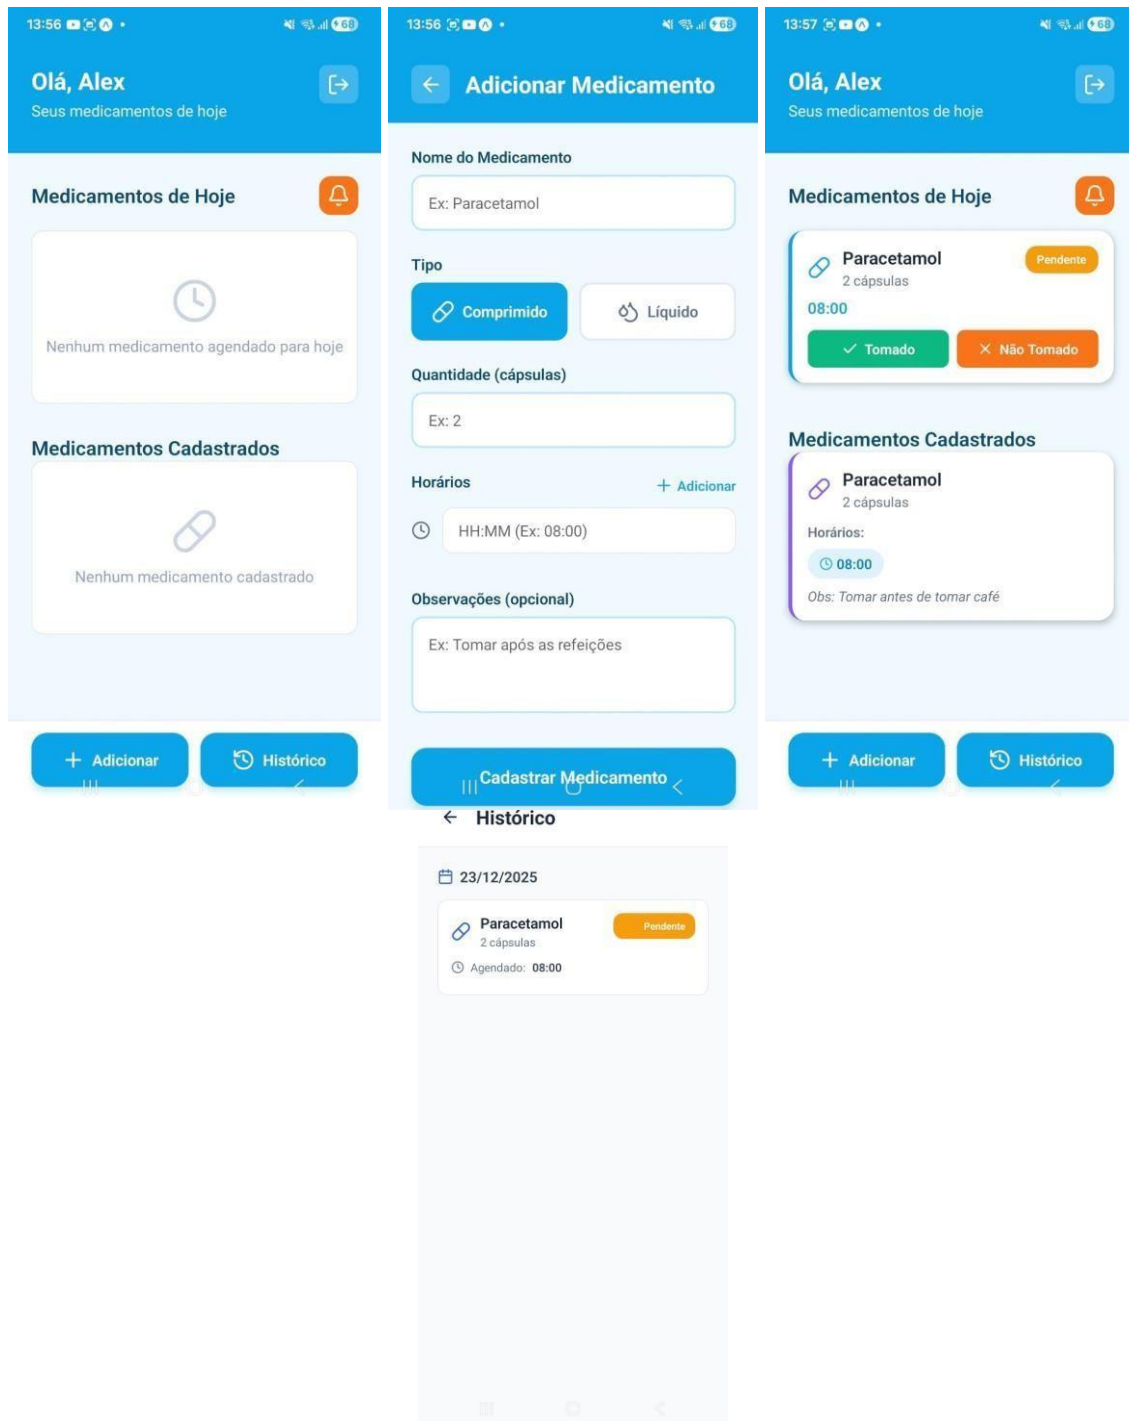 13:56
68
Olá, Alex
Seus medicamentos de hoje
Medicamentos de Hoje
Nenhum medicamento agendado para hoje
Medicamentos Cadastrados
Nenhum medicamento cadastrado
Adicionar
Histórico
13:56
68
Adicionar Medicamento
Nome do Medicamento
Ex: Paracetamol
Tipo
Comprimido
Líquido
Quantidade (cápsulas)
Ex: 2
Horários
+ Adicionar
HH:MM (Ex: 08:00)
Observações (opcional)
Ex: Tomar após as refeições
Cadastrar Medicamento
13:57
68
Olá, Alex
Seus medicamentos de hoje
Medicamentos de Hoje
Paracetamol
Pendente
2 cápsulas
08:00
Tomado
Não Tomado
Medicamentos Cadastrados
Paracetamol
2 cápsulas
Horários:
08:00
Obs: Tomar antes de tomar café
Adicionar
Histórico
Histórico
23/12/2025
Paracetamol
Pendente
2 cápsulas
Agendado: 08:00